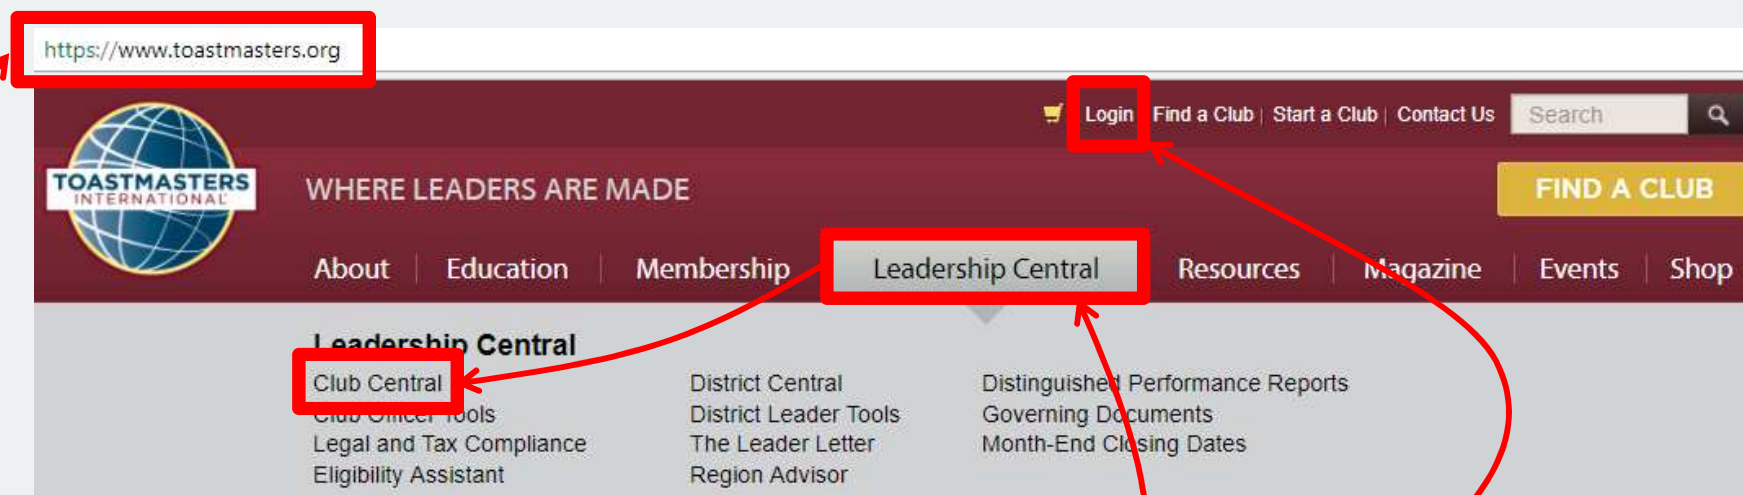 https://www.toastmasters.org
Login | Find a Club | Start a Club | Contact Us Search
TOASTMASTERS
INTERNATIONAL
WHERE LEADERS ARE MADE
FIND A CLUB
About | Education | Membership Leadership Central Resources | Magazine | Events | Shop
Leadership Central
Club Central District Central Distinguished Performance Reports
Club Officer Tools District Leader Tools Governing Documents
Legal and Tax Compliance The Leader Letter Month-End Closing Dates
Eligibility Assistant Region Advisor